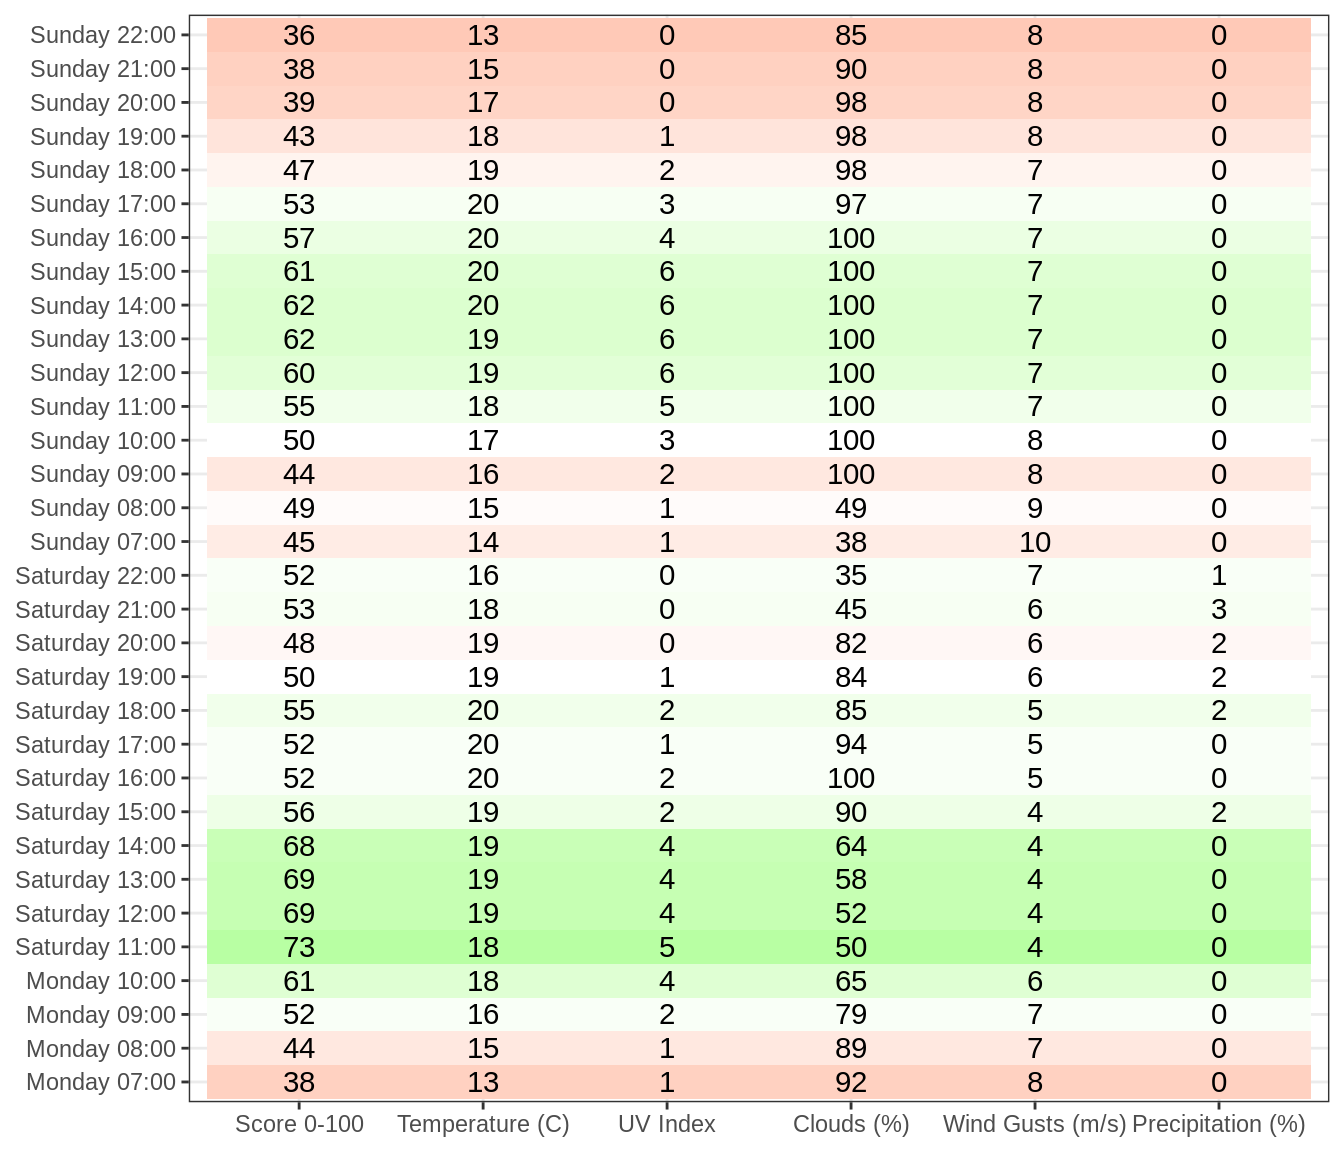 Sunday 22:00 36 13 0 85 8 0
Sunday 21:00 38 15 0 90 8 0
Sunday 20:00 39 17 0 98 8 0
Sunday 19:00 43 18 1 98 8 0
Sunday 18:00 47 19 2 98 7 0
Sunday 17:00 53 20 3 97 7 0
Sunday 16:00 57 20 4 100 7 0
Sunday 15:00 61 20 6 100 7 0
Sunday 14:00 62 20 6 100 7 0
Sunday 13:00 62 19 6 100 7 0
Sunday 12:00 60 19 6 100 7 0
Sunday 11:00 55 18 5 100 7 0
Sunday 10:00 50 17 3 100 8 0
Sunday 09:00 44 16 2 100 8 0
Sunday 08:00 49 15 1 49 9 0
Sunday 07:00 45 14 1 38 10 0
Saturday 22:00 52 16 0 35 7 1
Saturday 21:00 53 18 0 45 6 3
Saturday 20:00 48 19 0 82 6 2
Saturday 19:00 50 19 1 84 6 2
Saturday 18:00 55 20 2 85 5 2
Saturday 17:00 52 20 1 94 5 0
Saturday 16:00 52 20 2 100 5 0
Saturday 15:00 56 19 2 90 4 2
Saturday 14:00 68 19 4 64 4 0
Saturday 13:00 69 19 4 58 4 0
Saturday 12:00 69 19 4 52 4 0
Saturday 11:00 73 18 5 50 4 0
Monday 10:00 61 18 4 65 6 0
Monday 09:00 52 16 2 79 7 0
Monday 08:00 44 15 1 89 7 0
Monday 07:00 38 13 1 92 8 0
Score 0-100 Temperature (C) UV Index Clouds (%) Wind Gusts (m/s) Precipitation (%)